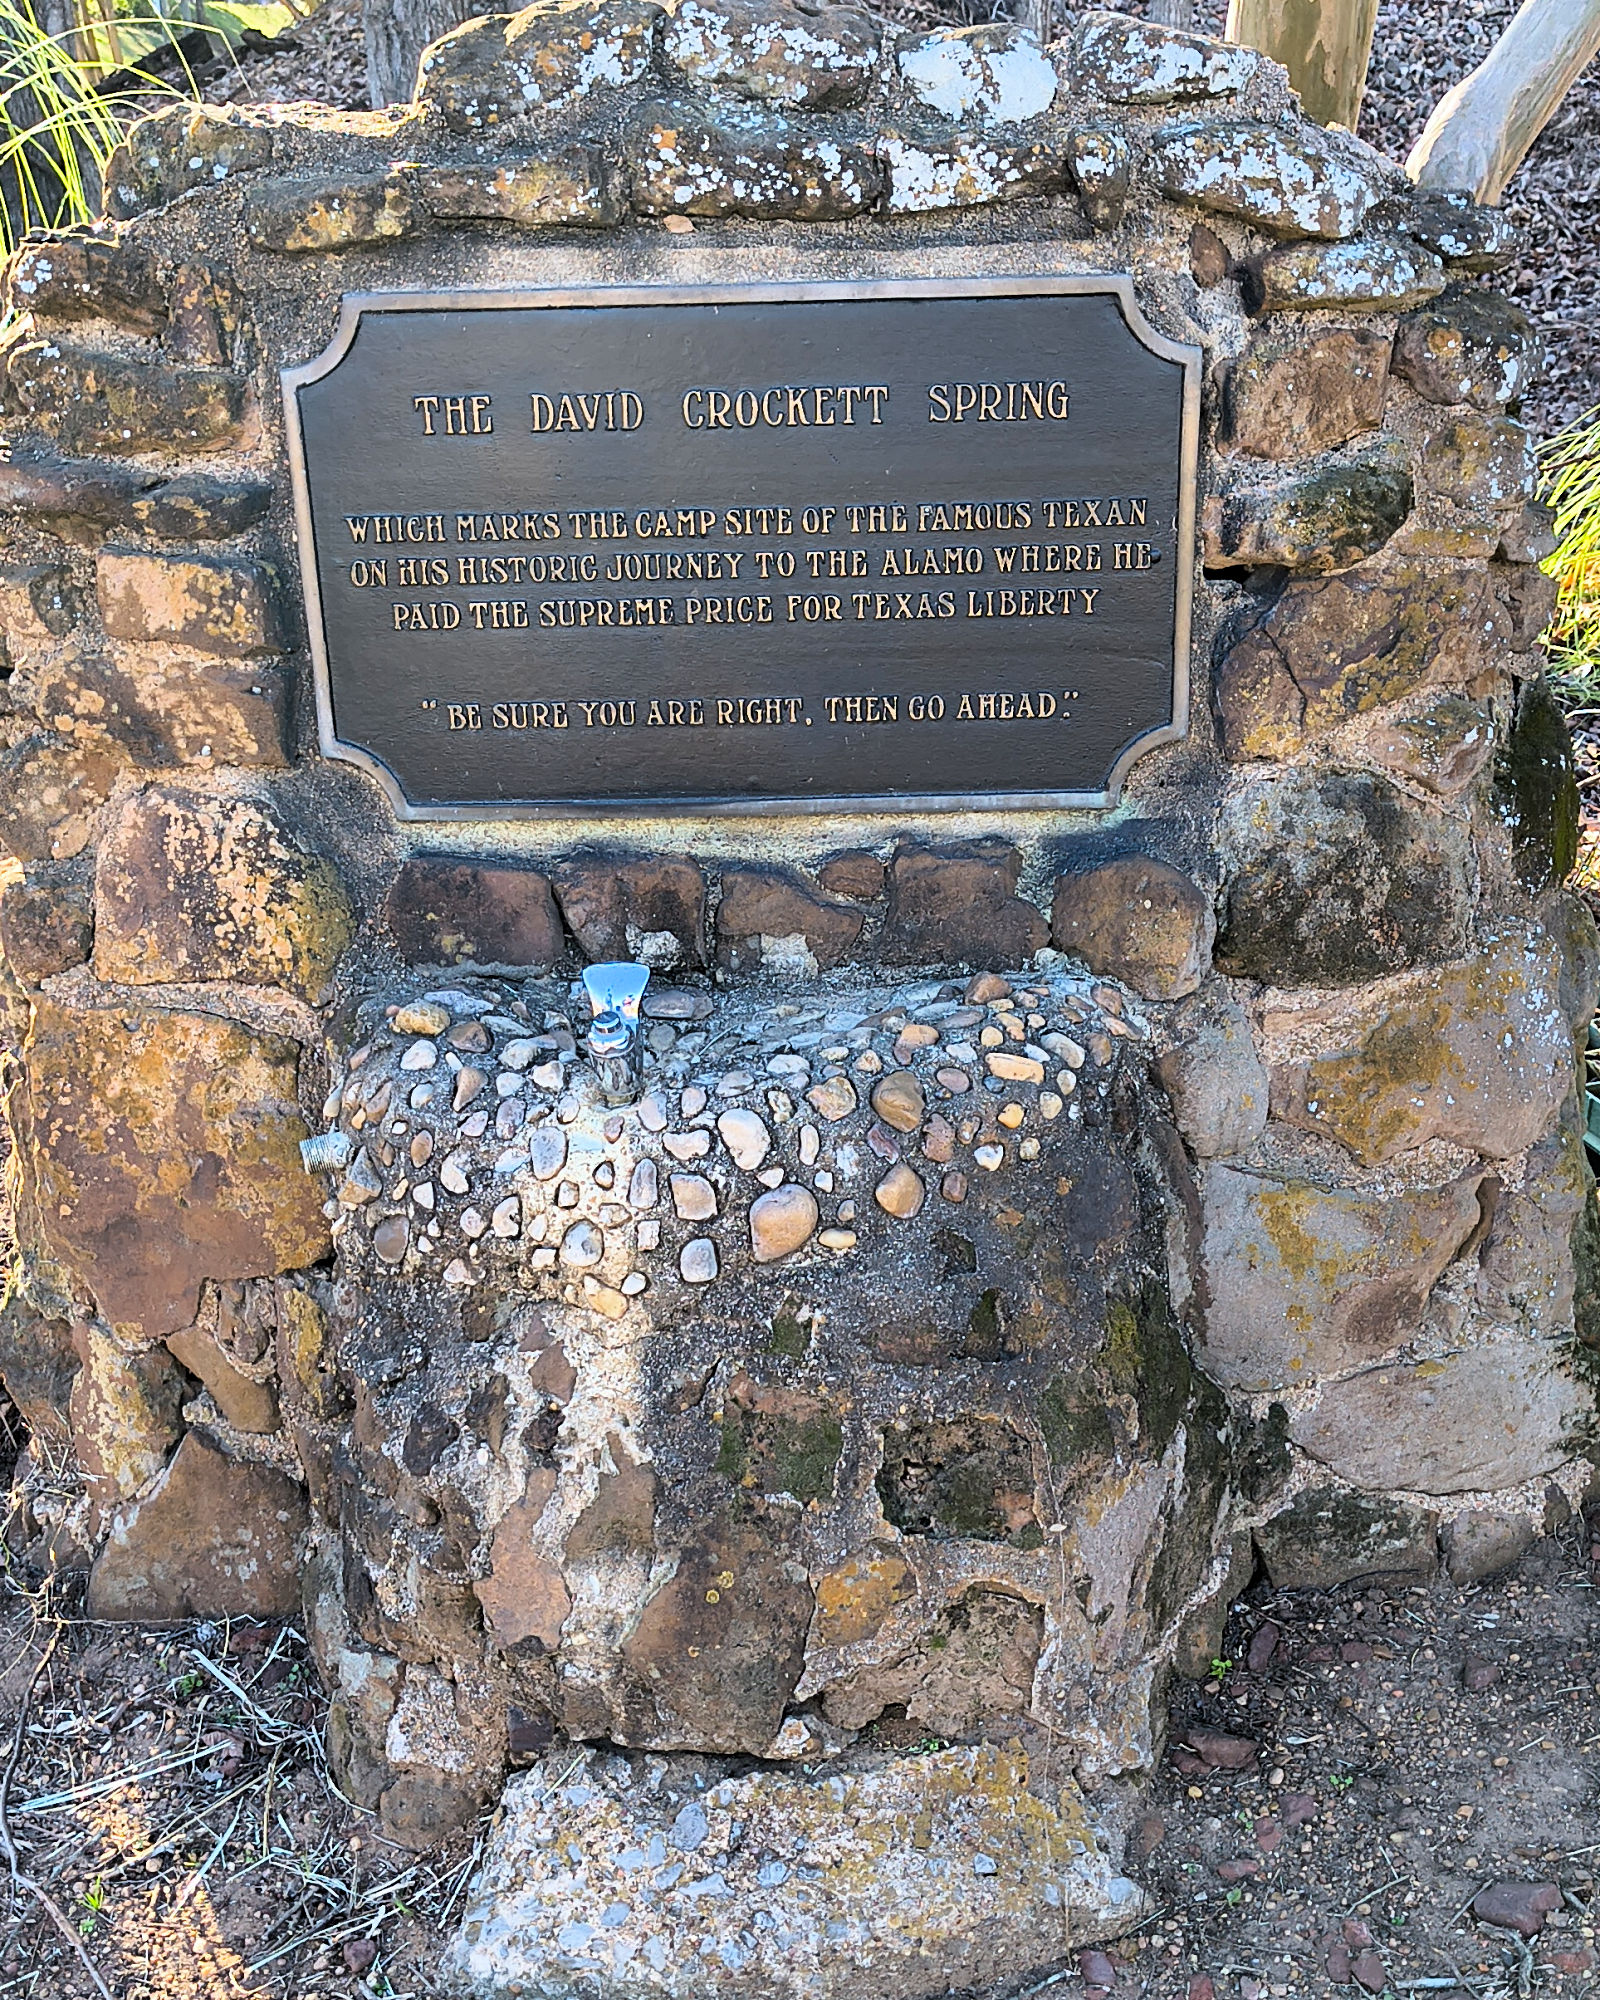 THE DAVID CROCKETT SPRING
WHICH MARKS THE CAMP SITE OF THE FAMOUS TEXAN
ON HIS HISTORIC JOURNEY TO THE ALAMO WHERE HE
PAID THE SUPREME PRICE FOR TEXAS LIBERTY
"BE SURE YOU ARE RIGHT, THEN GO AHEAD."